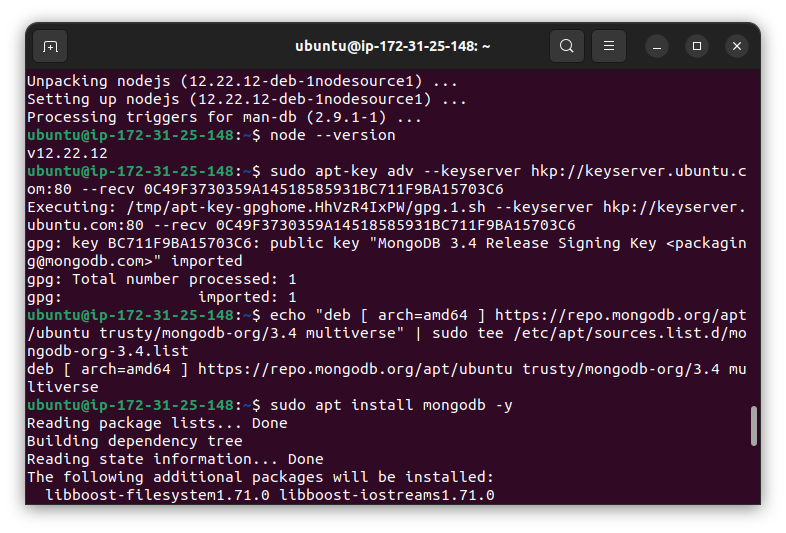 ubuntu@ip-172-31-25-148: ~
Unpacking nodejs (12.22.12-deb-1nodesource1) ...
Setting up nodejs (12.22.12-deb-1nodesource1) ...
Processing triggers for man-db (2.9.1-1) ...
ubuntu@ip-172-31-25-148:~$ node --version
v12.22.12
ubuntu@ip-172-31-25-148:~$ sudo apt-key adv --keyserver hkp://keyserver.ubuntu.c
om:80 --recv 0C49F3730359A14518585931BC711F9BA15703C6
Executing: /tmp/apt-key-gpghome.HhVzR4IxPW/gpg.1.sh --keyserver hkp://keyserver.
ubuntu.com:80 --recv 0C49F3730359A14518585931BC711F9BA15703C6
gpg: key BC711F9BA15703C6: public key "MongoDB 3.4 Release Signing Key <packagin
g@mongodb.com>" imported
gpg: Total number processed: 1
gpg:               imported: 1
ubuntu@ip-172-31-25-148:~$ echo "deb [ arch=amd64 ] https://repo.mongodb.org/apt
/ubuntu trusty/mongodb-org/3.4 multiverse" | sudo tee /etc/apt/sources.list.d/mo
ngodb-org-3.4.list
deb [ arch=amd64 ] https://repo.mongodb.org/apt/ubuntu trusty/mongodb-org/3.4 mu
ltiverse
ubuntu@ip-172-31-25-148:~$ sudo apt install mongodb -y
Reading package lists... Done
Building dependency tree
Reading state information... Done
The following additional packages will be installed:
  libboost-filesystem1.71.0 libboost-iostreams1.71.0